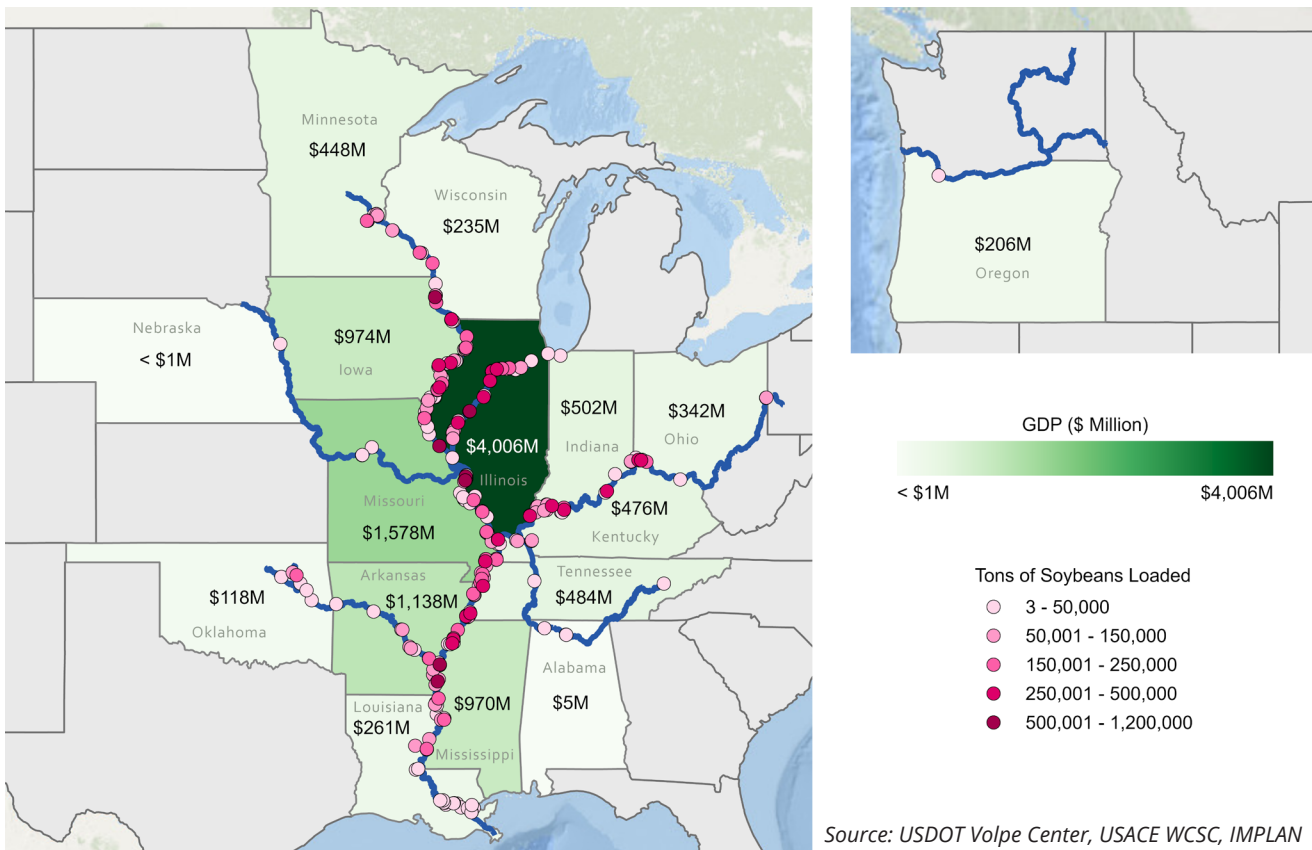 Minnesota
$448M
Wisconsin
$235M
Nebraska
< $1M
$974M
Iowa
$502M
Indiana
$342M
Ohio
$4,006M
Illinois
Missouri
$1,578M
$476M
Kentucky
$118M
Oklahoma
Arkansas
$1,138M
Tennessee
$484M
Louisiana
$261M
$970M
Mississippi
Alabama
$5M
$206M
Oregon
GDP ($ Million)
< $1M
$4,006M
Tons of Soybeans Loaded
3 - 50,000
50,001 - 150,000
150,001 - 250,000
250,001 - 500,000
500,001 - 1,200,000
Source: USDOT Volpe Center, USACE WCSC, IMPLAN